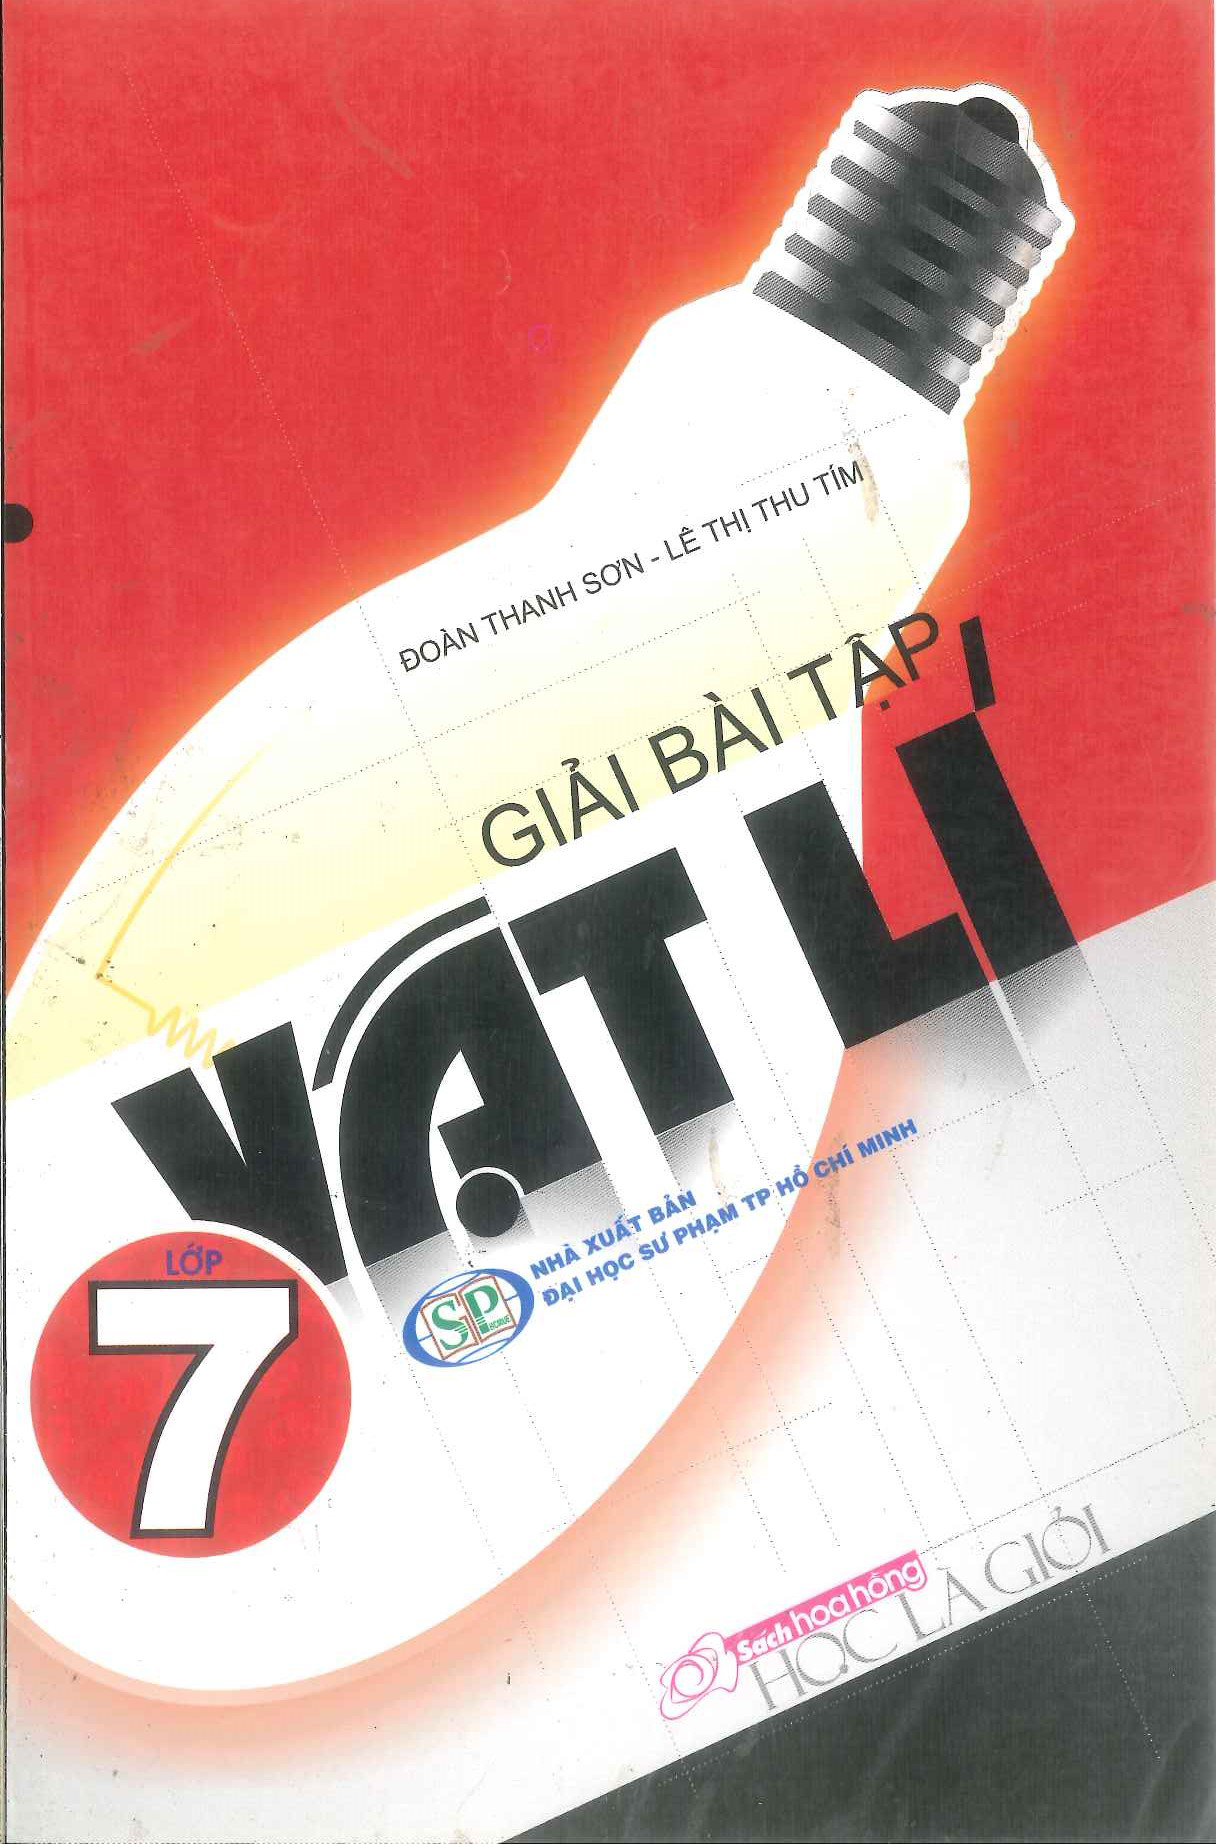 ĐOÀN THANH SƠN - LÊ THỊ THU TÍM
GIẢI BÀI TẬP
VẬT LÍ
LỚP
7
SP
NHÀ XUẤT BẢN
ĐẠI HỌC SƯ PHẠM TP HỒ CHÍ MINH
Sách hoa hồng
HỌC LÀ GIỎI